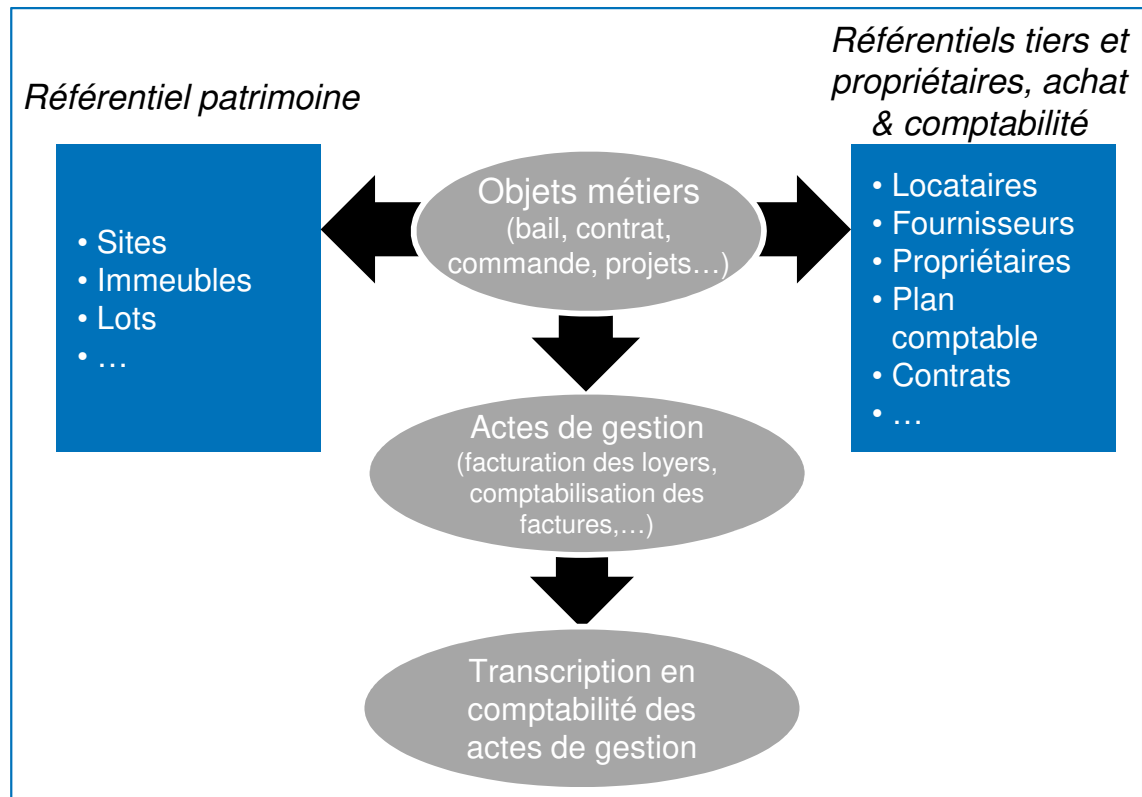 Référentiel patrimoine
• Sites
• Immeubles
• Lots
• …
Objets métiers
(bail, contrat,
commande, projets…)
Référentiels tiers et
propriétaires, achat
& comptabilité
• Locataires
• Fournisseurs
• Propriétaires
• Plan
comptable
• Contrats
• …
Actes de gestion
(facturation des loyers,
comptabilisation des
factures,…)
Transcription en
comptabilité des
actes de gestion